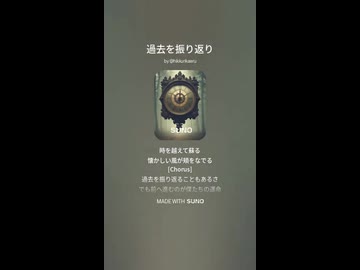 過去を振り返り
SUNO
時を越えて蘇る
懐かしい風が頬をなでる
[Chorus]
過去を振り返ることもあるさ
でも前へ進むのが僕たちの運命
MADE WITH SUNO